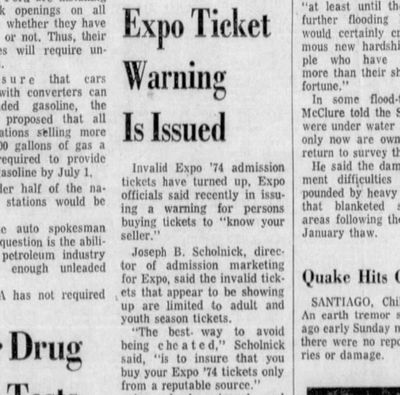 k openings on all
whether they have
or not. Thus, their
es will require un-
sure that cars
with converters can
ded gasoline, the
proposed that all
ations selling more
00 gallons of gas a
required to provide
asoline by July 1.
ler half of the na-
stations would be
e auto spokesman
question is the abili-
petroleum industry
enough unleaded
A has not required
Drug
Expo Ticket
Warning
Is Issued
Invalid Expo '74 admission
tickets have turned up, Expo
officials said recently in issu-
ing a warning for persons
buying tickets to "know your
seller."
Joseph B. Scholnick, direc-
tor of admission marketing
for Expo, said the invalid tick-
ets that appear to be showing
up are limited to adult and
youth season tickets.
"The best way to avoid
being cheated," Scholnick
said, "is to insure that you
buy your Expo '74 tickets only
from a reputable source."
"at least until the
further flooding
would certainly cr
mous new hardshi
ple who have
more than their sh
fortune."
In some flood-t
McClure told the S
were under water
only now are own
return to survey th
He said the dam
ment difficulties
pounded by heavy
that blanketed s
areas following the
January thaw.
Quake Hits C
SANTIAGO, Chi
An earth tremor s
ago early Sunday m
there were no repo
ries or damage.